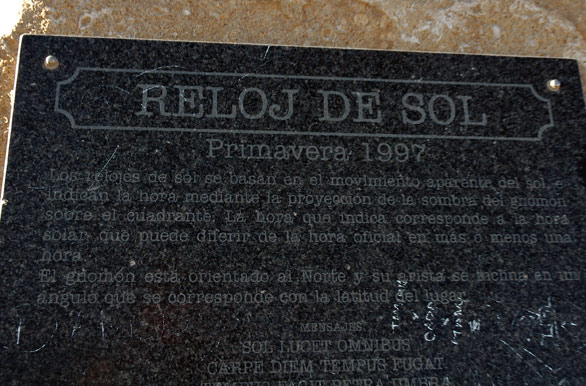 RELOJ DE SOL
Primavera 1997
Los relojes de sol se basan en el movimiento aparente del sol, e
indican la hora mediante la proyección de la sombra del gnomón
sobre el cuadrante. La hora que indica corresponde a la hora
solar, que puede diferir de la hora oficial en más o menos una
hora.
El gnomón está orientado al Norte y su arista se inclina en un
ángulo que se corresponde con la latitud del lugar.
MENSAJES
SOL LUCET OMNIBUS
CARPE DIEM TEMPUS FUGAT
TEMPUS